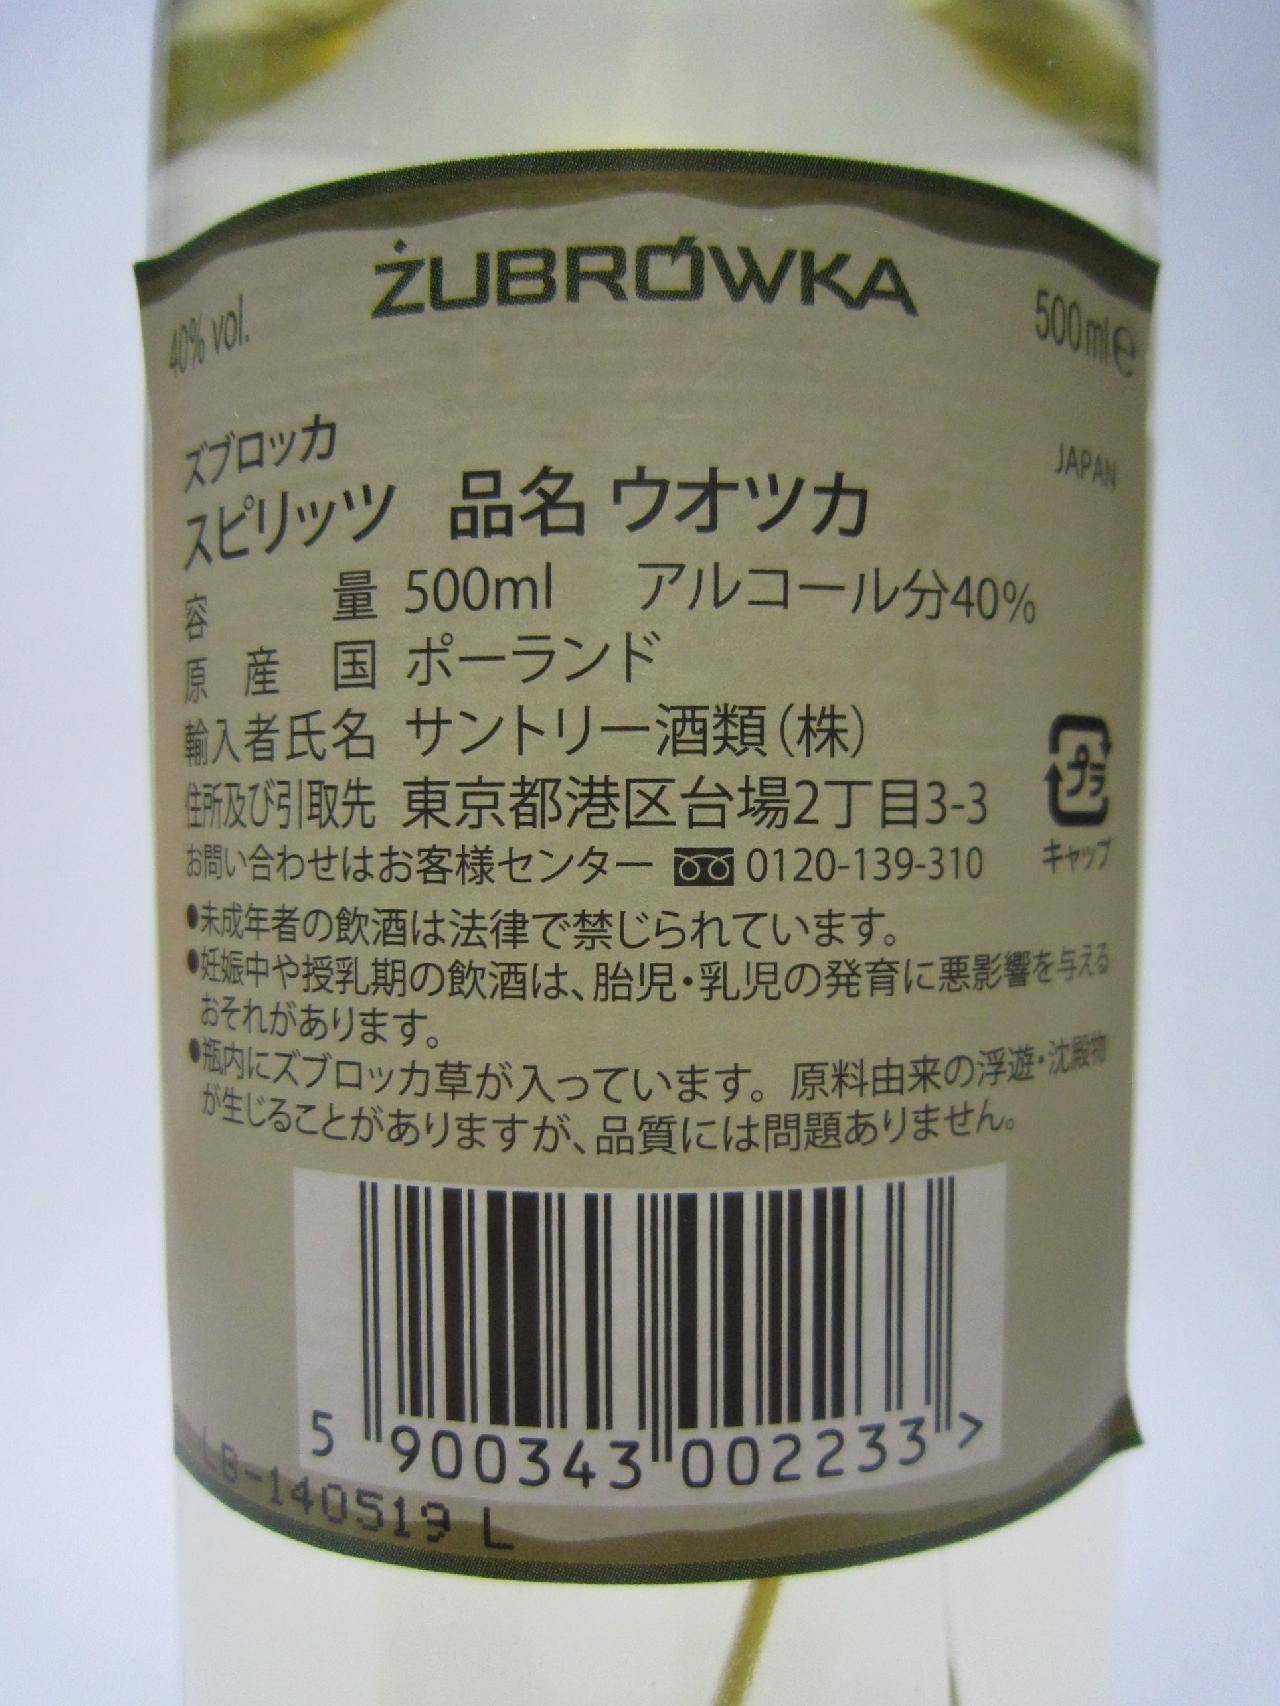 ŻUBRÓWKA
40% vol.
500ml e
JAPAN
ズブロッカ
スピリッツ 品名 ウオツカ
容量 500ml アルコール分40%
原産国 ポーランド
輸入者氏名 サントリー酒類(株)
住所及び引取先 東京都港区台場2丁目3-3
お問い合わせはお客様センター 0120-139-310
プラ
キャップ
●未成年者の飲酒は法律で禁じられています。
●妊娠中や授乳期の飲酒は、胎児・乳児の発育に悪影響を与える
おそれがあります。
●瓶内にズブロッカ草が入っています。原料由来の浮遊・沈殿物
が生じることがありますが、品質には問題ありません。
5 900343 002233 >
LB-140519 L